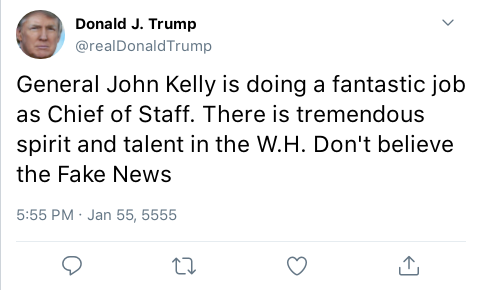 Donald J. Trump
@realDonaldTrump
General John Kelly is doing a fantastic job
as Chief of Staff. There is tremendous
spirit and talent in the W.H. Don't believe
the Fake News
5:55 PM · Jan 55, 5555